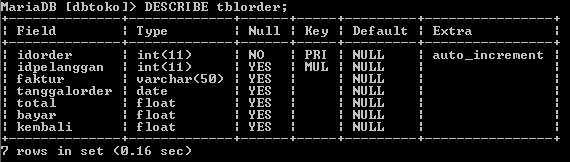 MariaDB [dbtoko]> DESCRIBE tblorder;
+--------------+-------------+------+-----+---------+----------------+
| Field        | Type        | Null | Key | Default | Extra          |
+--------------+-------------+------+-----+---------+----------------+
| idorder      | int(11)     | NO   | PRI | NULL    | auto_increment |
| idpelanggan  | int(11)     | YES  | MUL | NULL    |                |
| faktur       | varchar(50) | YES  |     | NULL    |                |
| tanggalorder | date        | YES  |     | NULL    |                |
| total        | float       | YES  |     | NULL    |                |
| bayar        | float       | YES  |     | NULL    |                |
| kembali      | float       | YES  |     | NULL    |                |
+--------------+-------------+------+-----+---------+----------------+
7 rows in set (0.16 sec)